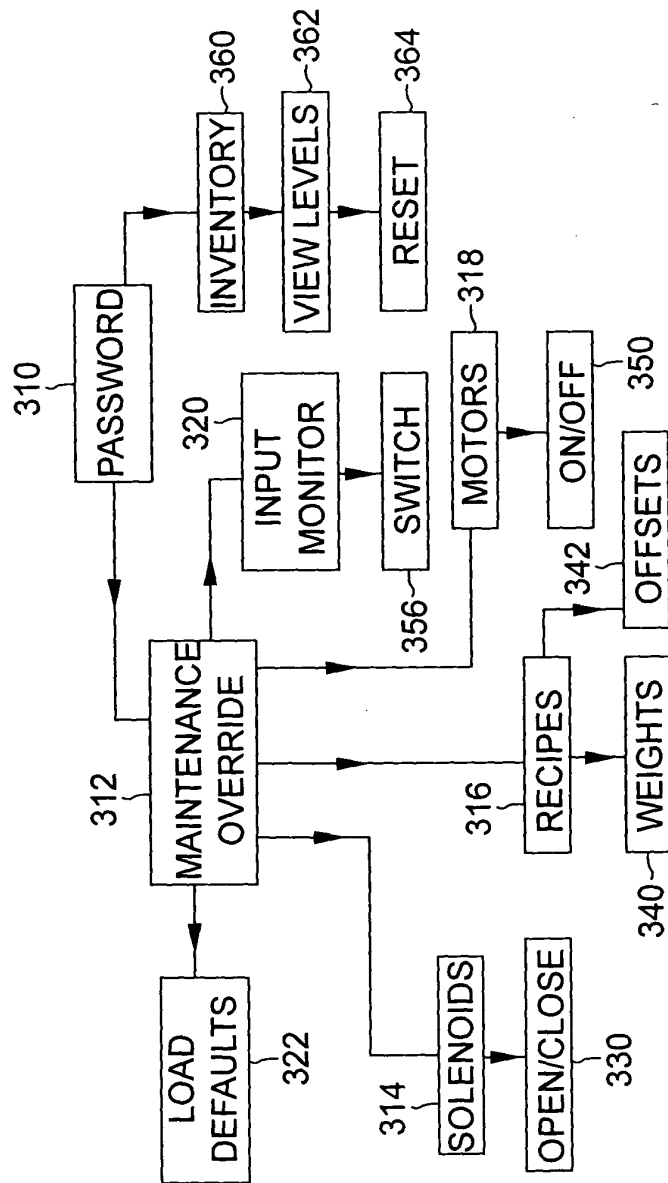 310
PASSWORD
312
MAINTENANCE
OVERRIDE
LOAD
DEFAULTS
322
320
INPUT
MONITOR
SWITCH
356
INVENTORY
360
VIEW LEVELS
362
RESET
364
314
SOLENOIDS
OPEN/CLOSE
330
316
RECIPES
WEIGHTS
340
342
OFFSETS
MOTORS
318
ON/OFF
350